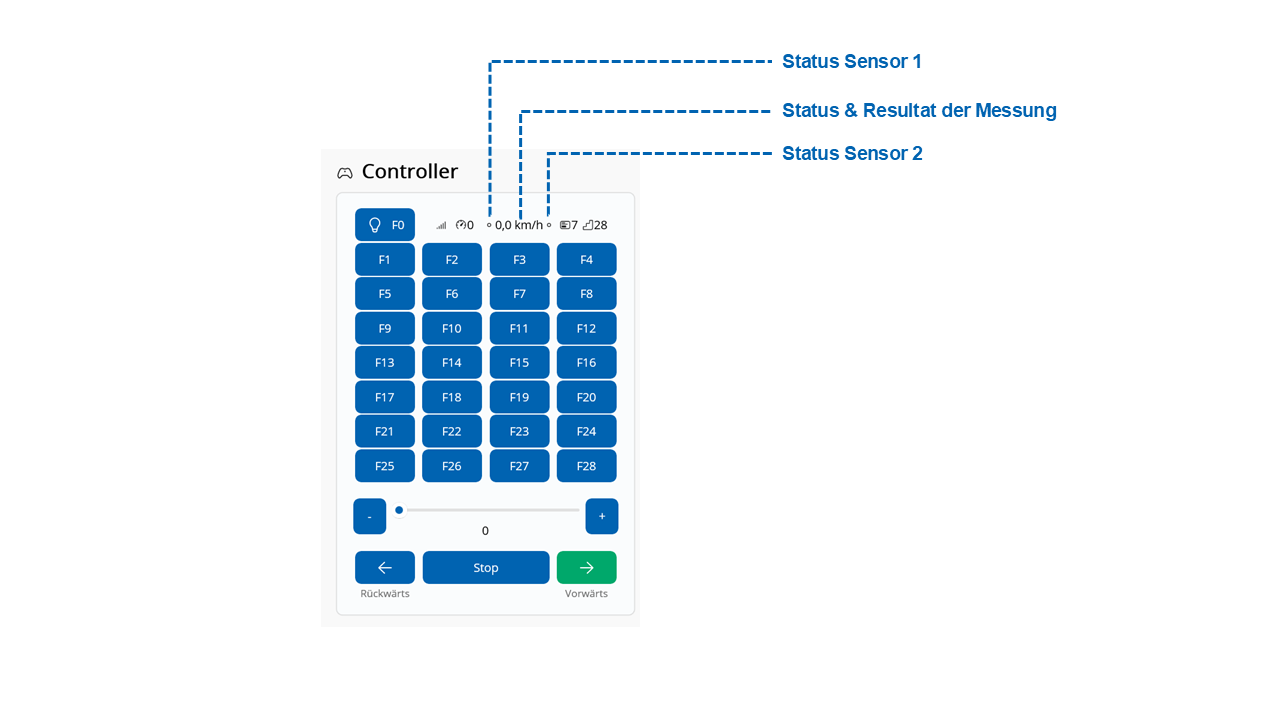 Status Sensor 1
Status & Resultat der Messung
Status Sensor 2
Controller
F0 0 0,0 km/h 7 28
F1 F2 F3 F4
F5 F6 F7 F8
F9 F10 F11 F12
F13 F14 F15 F16
F17 F18 F19 F20
F21 F22 F23 F24
F25 F26 F27 F28
- +
0
Stop
Rückwärts Vorwärts